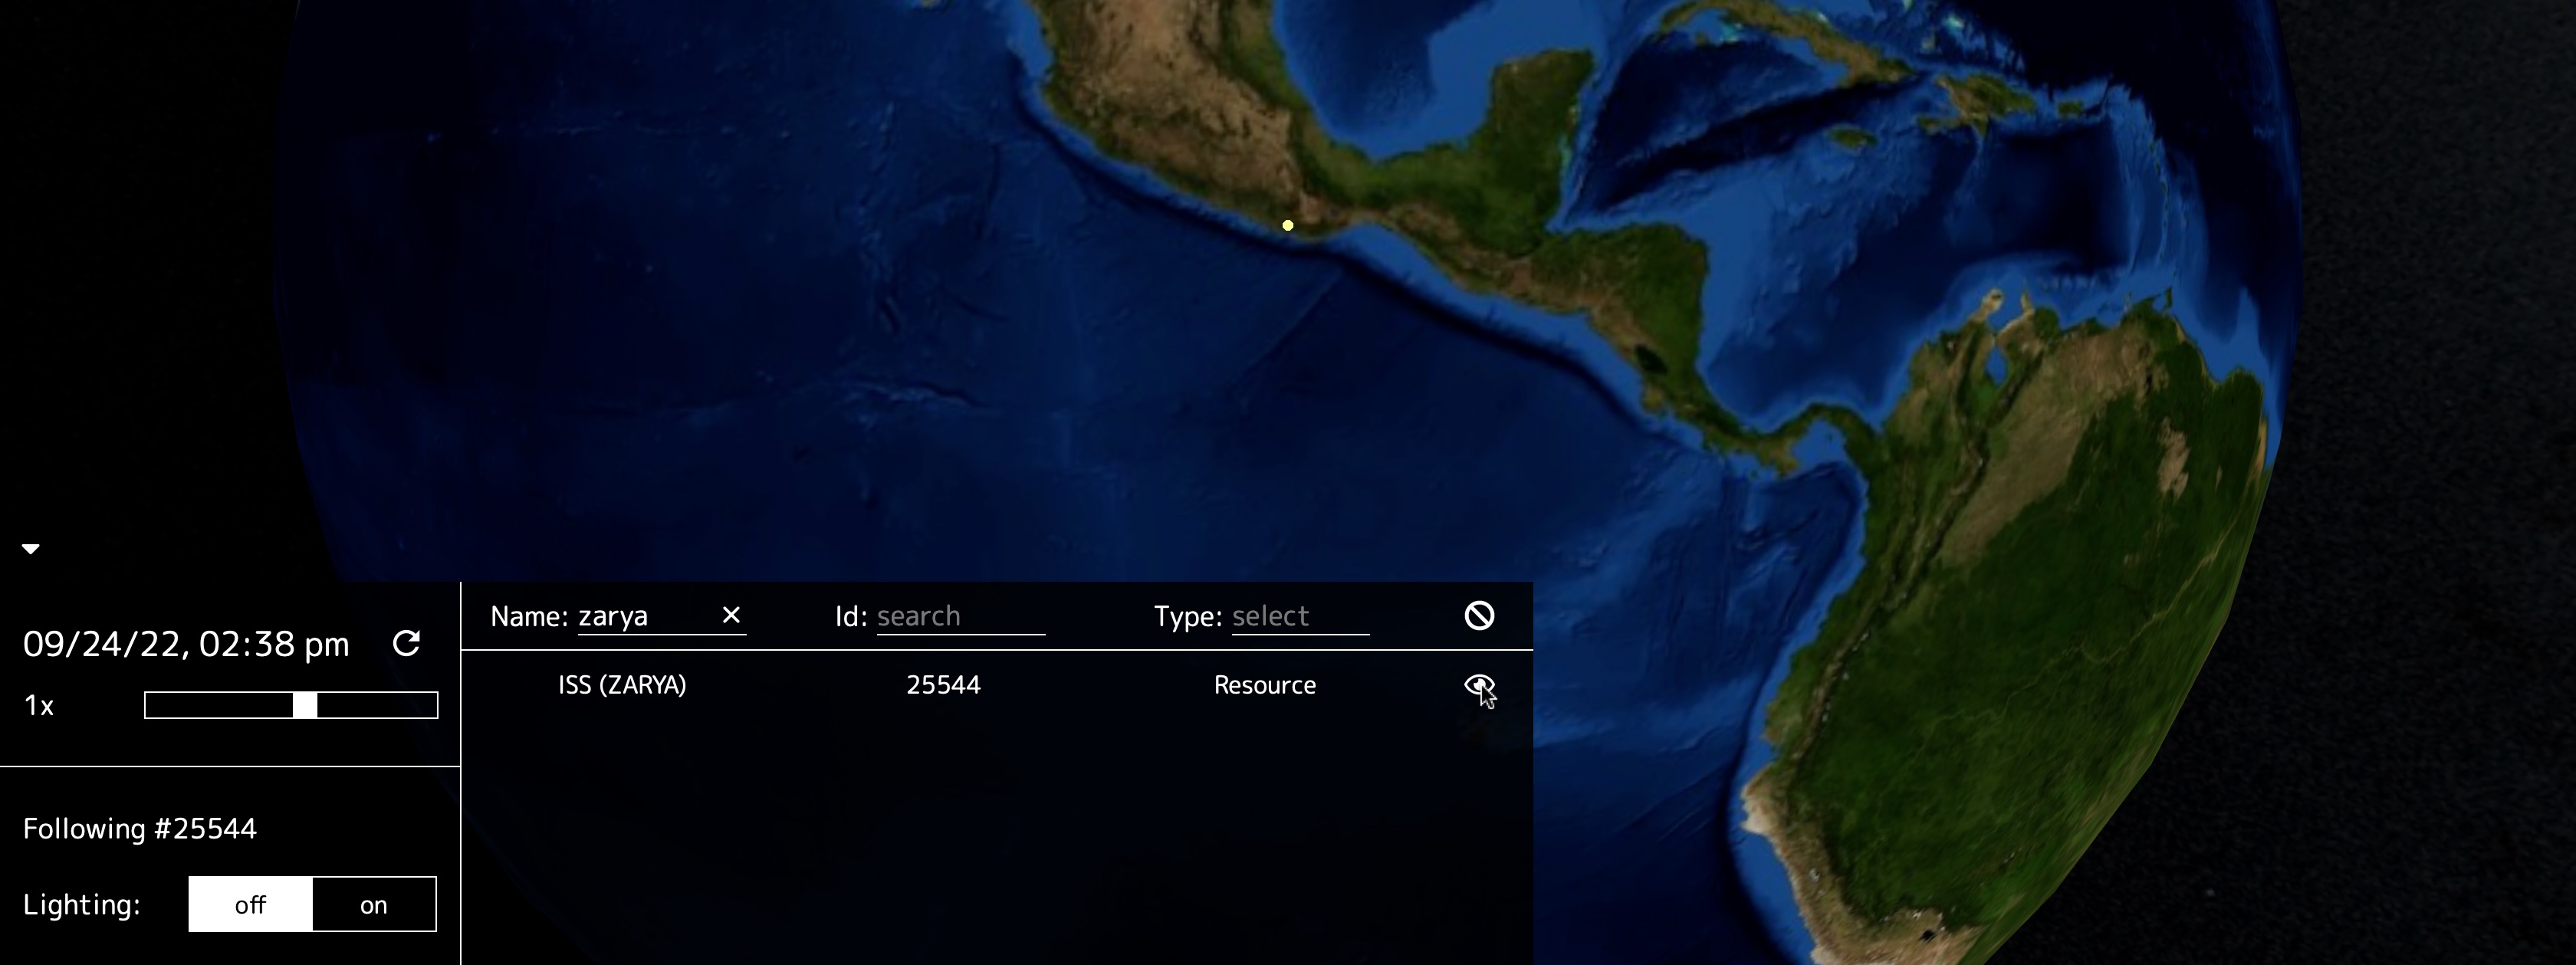 09/24/22, 02:38 pm
1x
Following #25544
Lighting: off on
Name: zarya Id: search Type: select
ISS (ZARYA) 25544 Resource